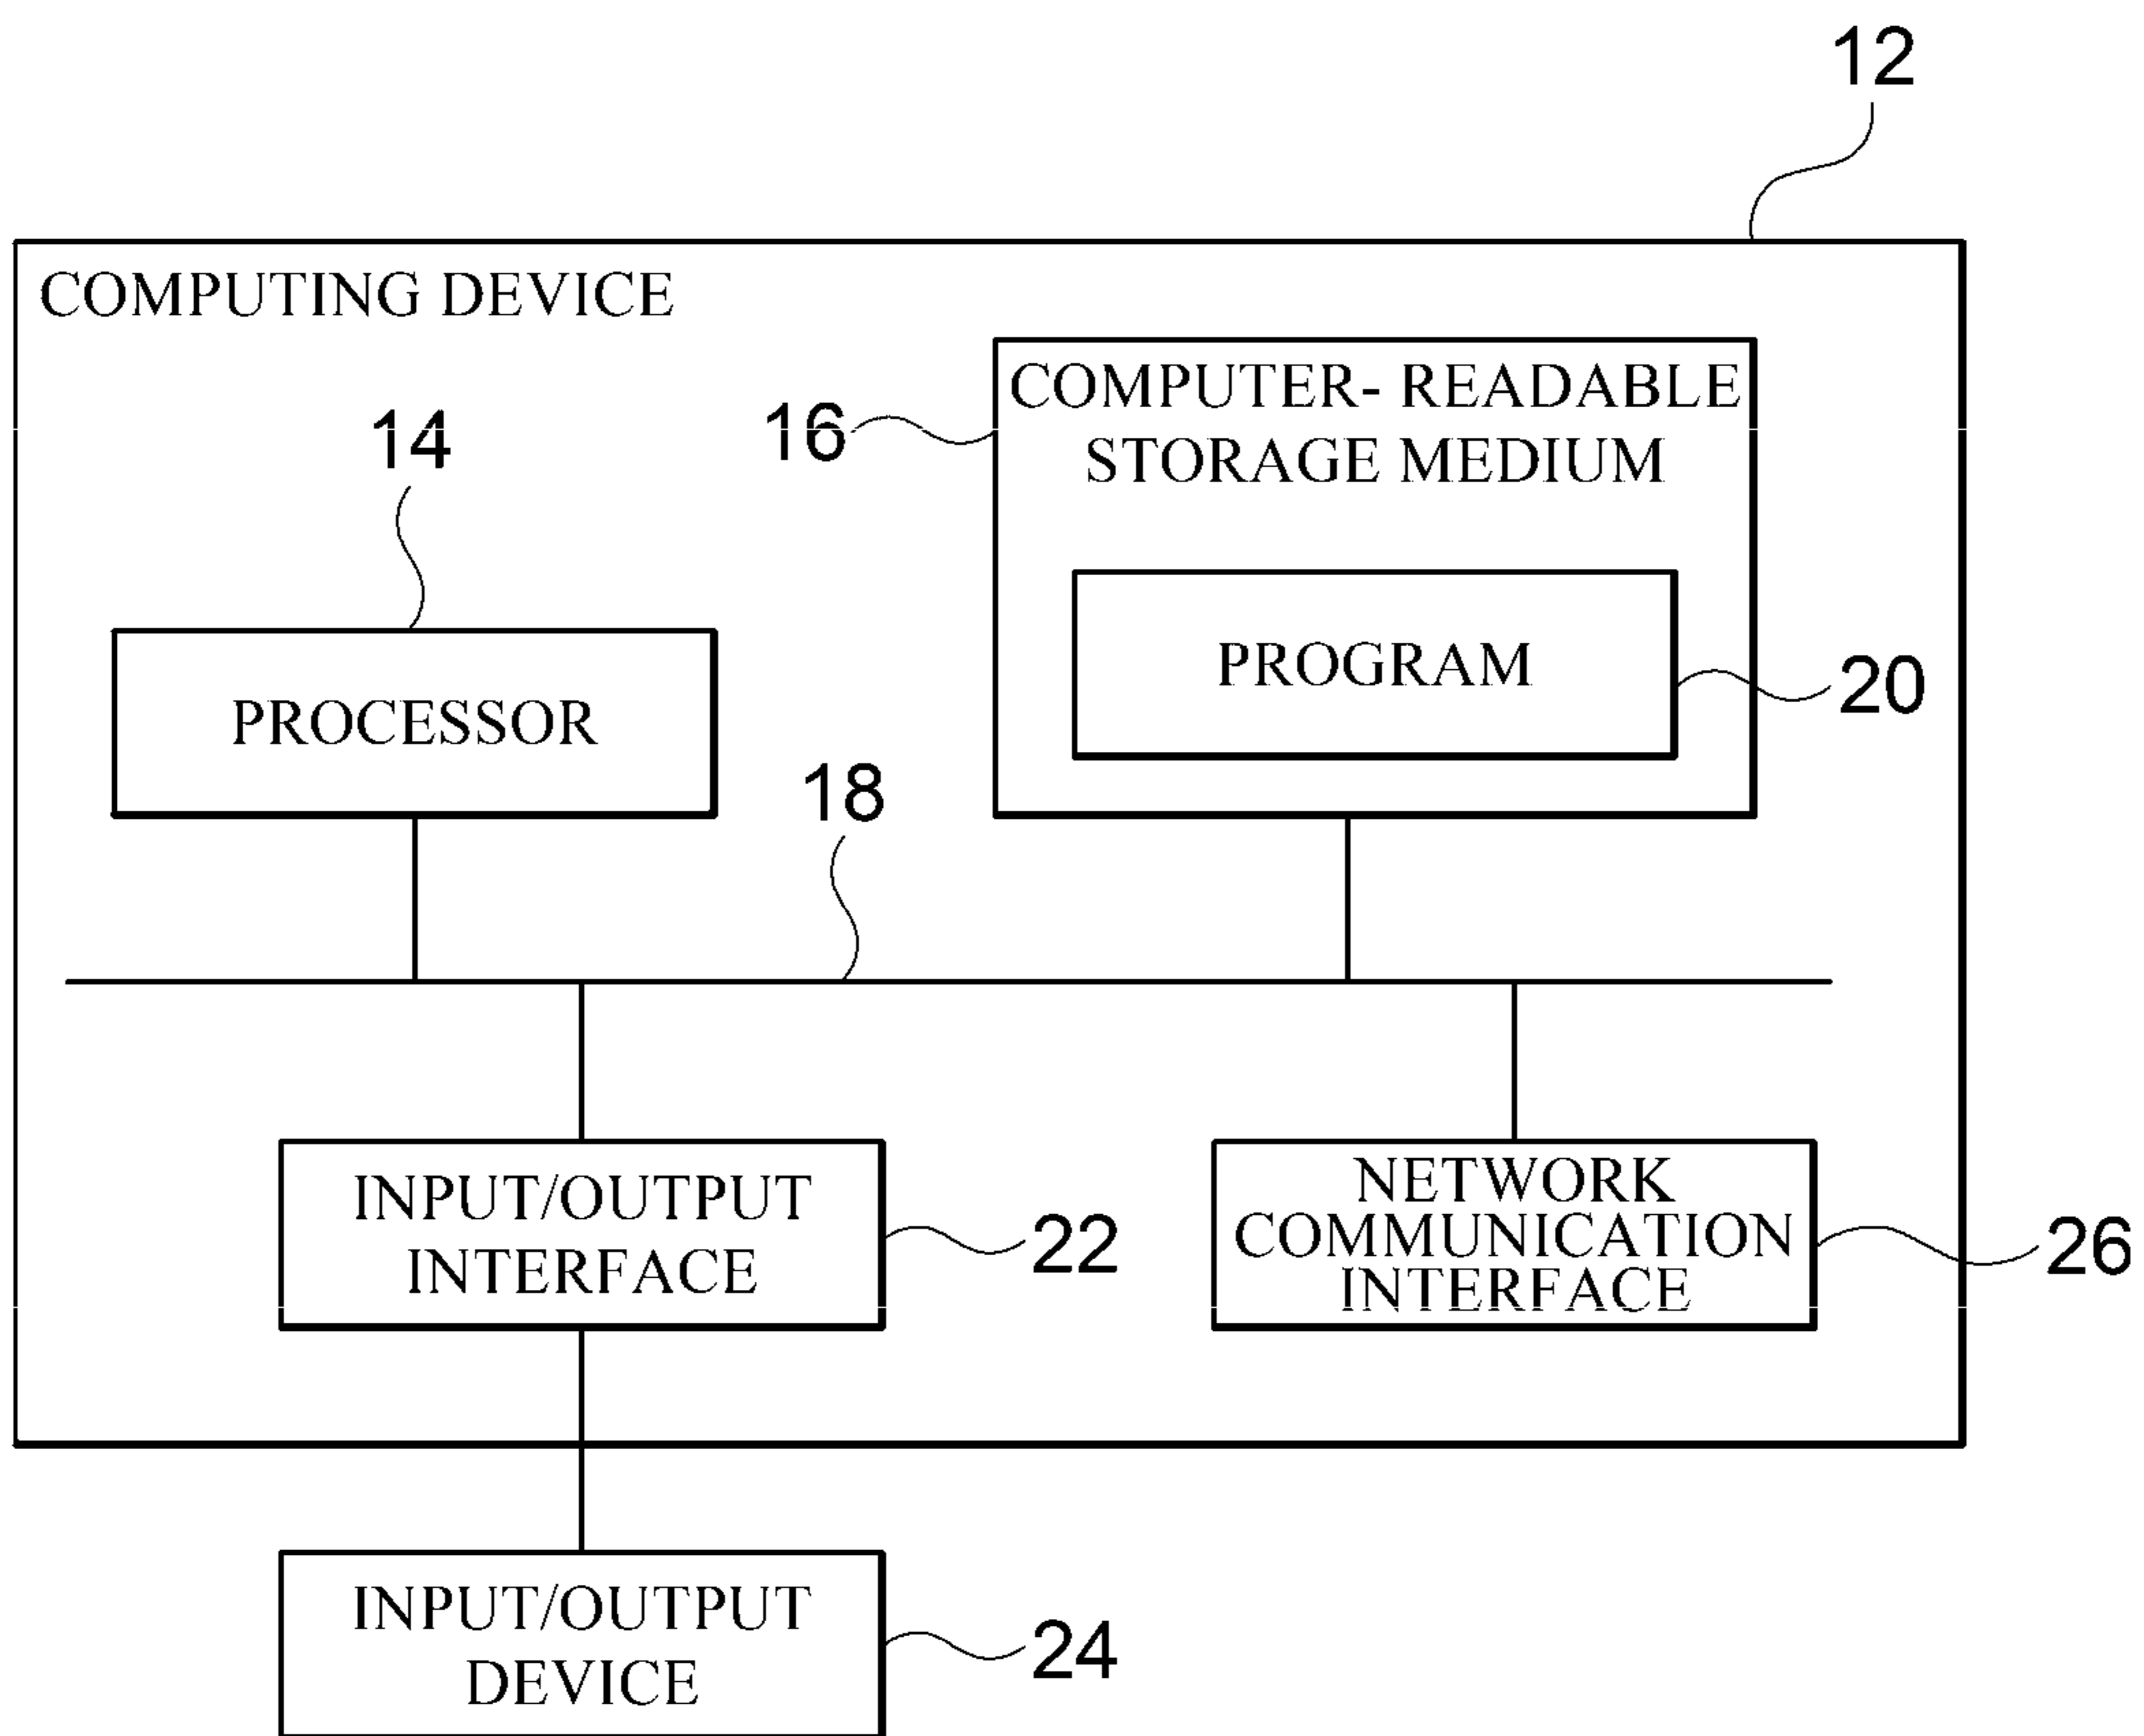 12
COMPUTING DEVICE
COMPUTER- READABLE
STORAGE MEDIUM
16
14
PROGRAM
20
PROCESSOR
18
INPUT/OUTPUT
INTERFACE
22
NETWORK
COMMUNICATION
INTERFACE
26
INPUT/OUTPUT
DEVICE
24